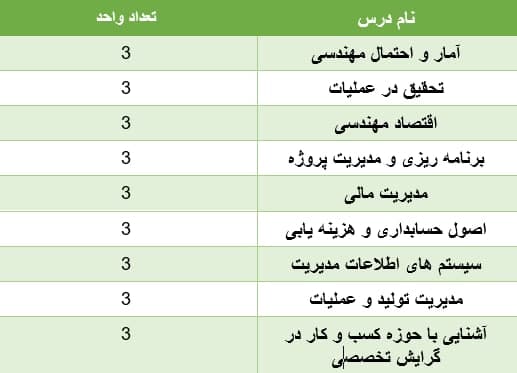 نام درس تعداد واحد
آمار و احتمال مهندسی 3
تحقیق در عملیات 3
اقتصاد مهندسی 3
برنامه ریزی و مدیریت پروژه 3
مدیریت مالی 3
اصول حسابداری و هزینه یابی 3
سیستم های اطلاعات مدیریت 3
مدیریت تولید و عملیات 3
آشنایی با حوزه کسب و کار در 3
گرایش تخصصی